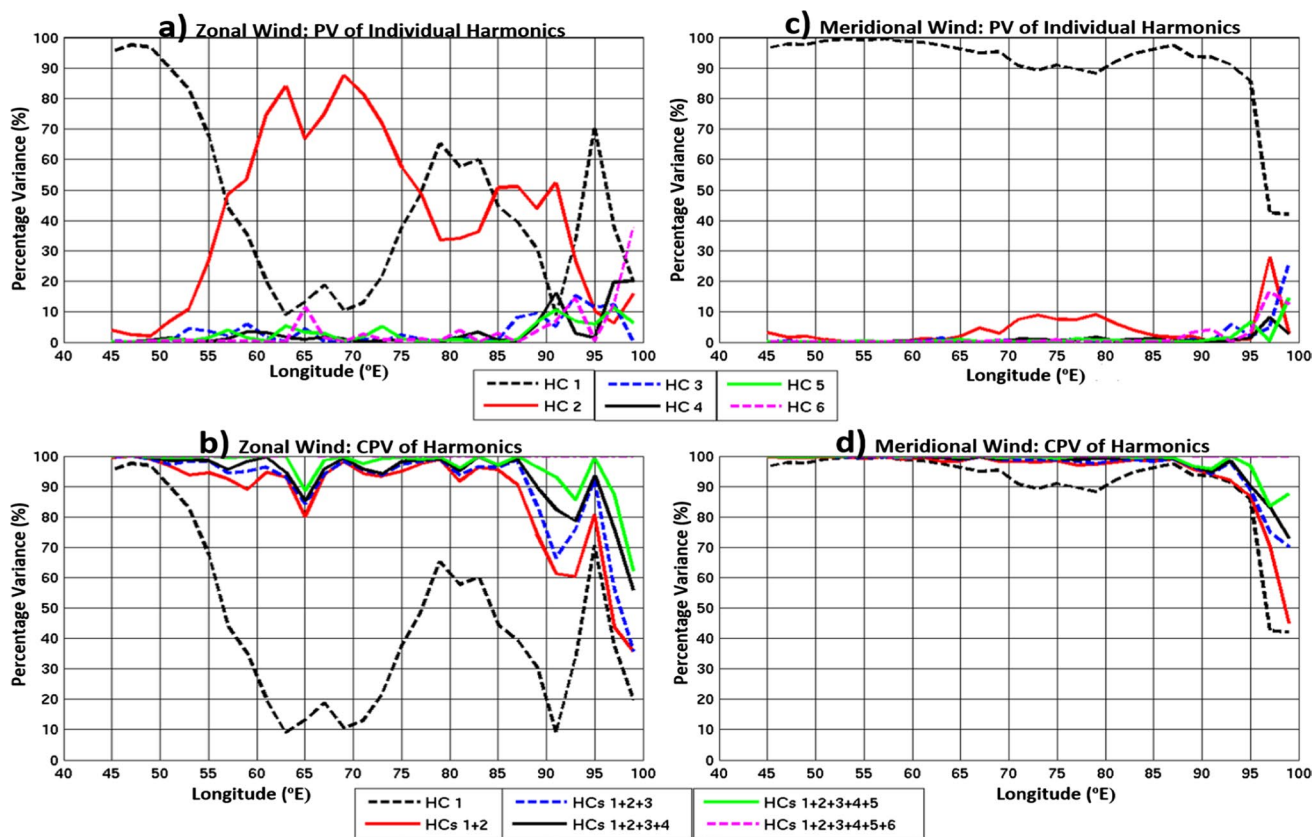 a) Zonal Wind: PV of Individual Harmonics
Percentage Variance (%)
100
90
80
70
60
50
40
30
20
10
0
40 45 50 55 60 65 70 75 80 85 90 95 100
Longitude (°E)
c) Meridional Wind: PV of Individual Harmonics
Percentage Variance (%)
100
90
80
70
60
50
40
30
20
10
0
40 45 50 55 60 65 70 75 80 85 90 95 100
Longitude (°E)
HC 1 HC 3 HC 5
HC 2 HC 4 HC 6
b) Zonal Wind: CPV of Harmonics
Percentage Variance (%)
100
90
80
70
60
50
40
30
20
10
0
40 45 50 55 60 65 70 75 80 85 90 95 100
Longitude (°E)
d) Meridional Wind: CPV of Harmonics
Percentage Variance (%)
100
90
80
70
60
50
40
30
20
10
0
40 45 50 55 60 65 70 75 80 85 90 95 100
Longitude (°E)
HC 1 HCs 1+2+3 HCs 1+2+3+4+5
HCs 1+2 HCs 1+2+3+4 HCs 1+2+3+4+5+6